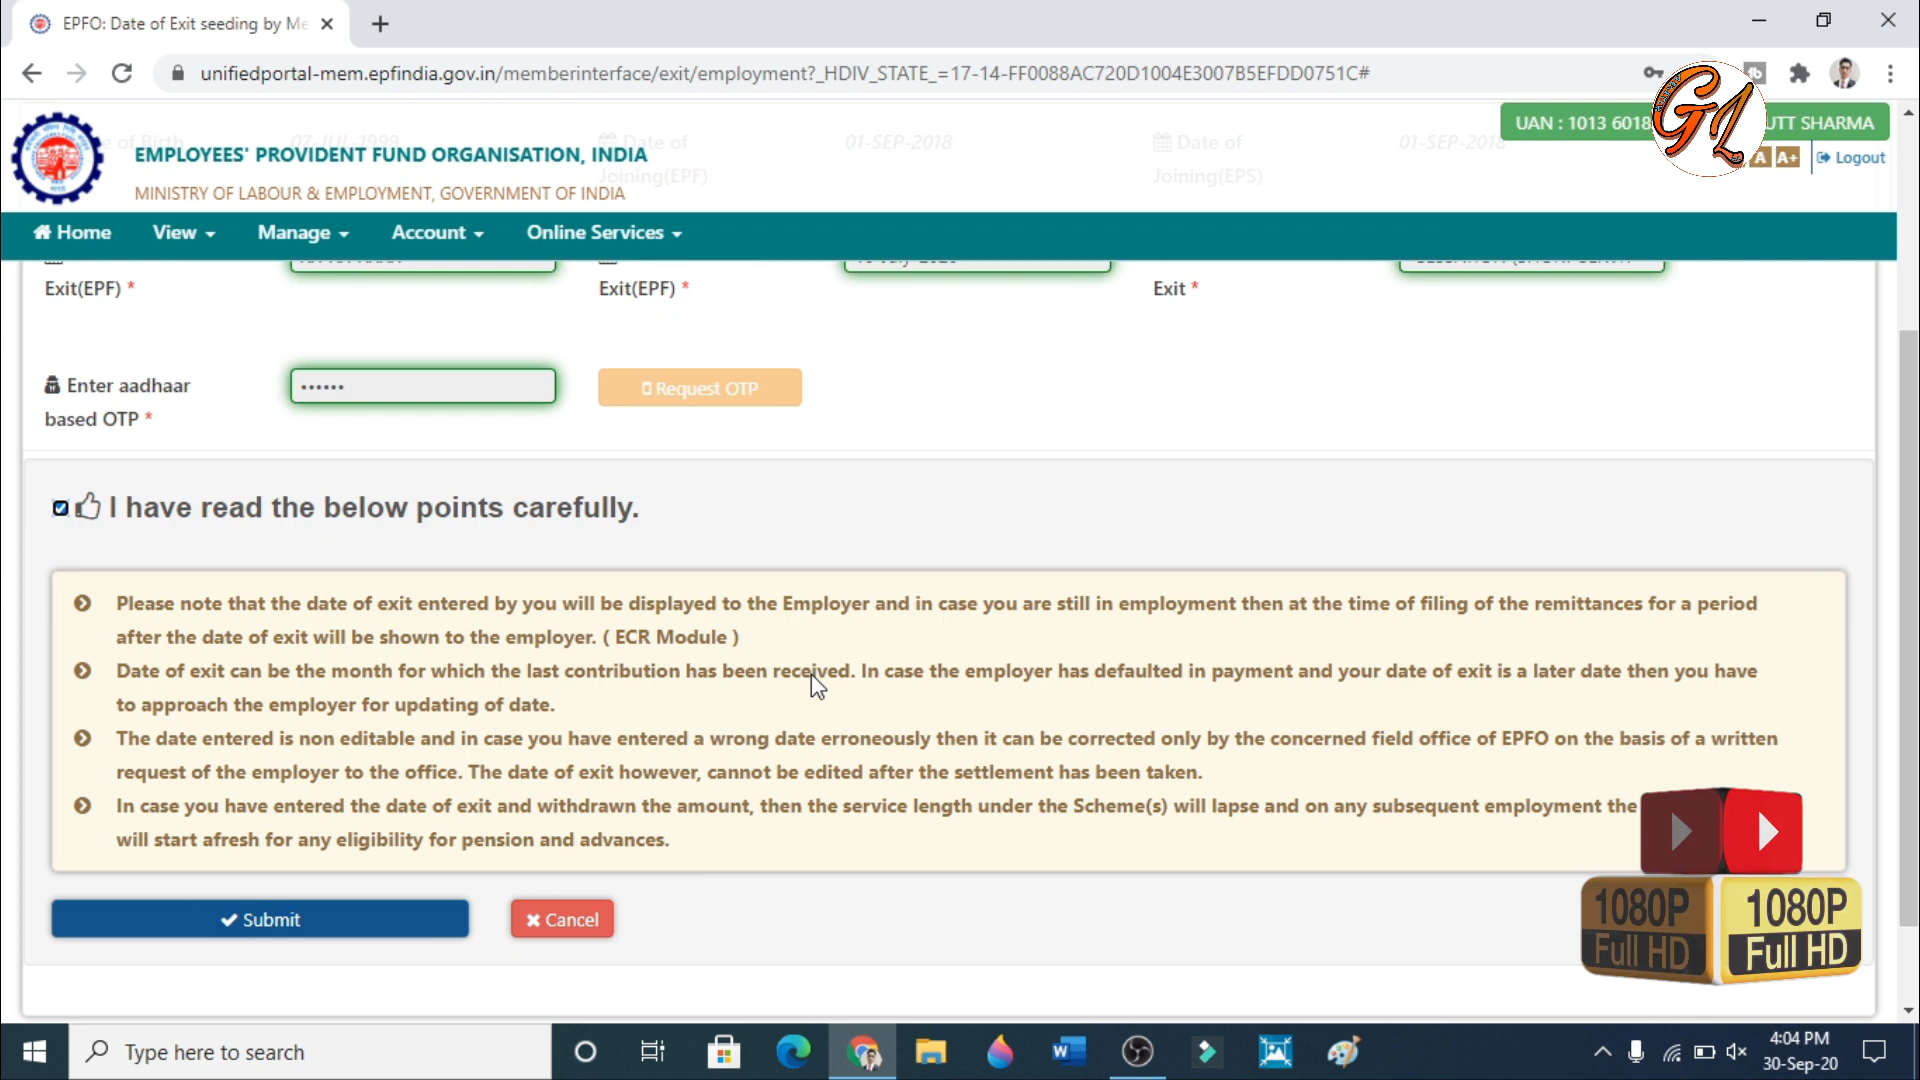 EPFO: Date of Exit seeding by Me
unifiedportal-mem.epfindia.gov.in/memberinterface/exit/employment?_HDIV_STATE_=17-14-FF0088AC720D1004E3007B5EFDD0751C#
UAN : 1013 6018 UTT SHARMA
e of Birth 07-JUL-1999 Date of 01-SEP-2018 Date of 01-SEP-2018
EMPLOYEES' PROVIDENT FUND ORGANISATION, INDIA
A A+ Logout
Joining(EPF) Joining(EPS)
MINISTRY OF LABOUR & EMPLOYMENT, GOVERNMENT OF INDIA
GL
Home View Manage Account Online Services
Exit(EPF) * Exit(EPF) * Exit *
Enter aadhaar •••••• Request OTP
based OTP *
I have read the below points carefully.
Please note that the date of exit entered by you will be displayed to the Employer and in case you are still in employment then at the time of filing of the remittances for a period
after the date of exit will be shown to the employer. ( ECR Module )
Date of exit can be the month for which the last contribution has been received. In case the employer has defaulted in payment and your date of exit is a later date then you have
to approach the employer for updating of date.
The date entered is non editable and in case you have entered a wrong date erroneously then it can be corrected only by the concerned field office of EPFO on the basis of a written
request of the employer to the office. The date of exit however, cannot be edited after the settlement has been taken.
In case you have entered the date of exit and withdrawn the amount, then the service length under the Scheme(s) will lapse and on any subsequent employment the
will start afresh for any eligibility for pension and advances.
Submit Cancel
1080P 1080P
Full HD Full HD
Type here to search
4:04 PM
30-Sep-20